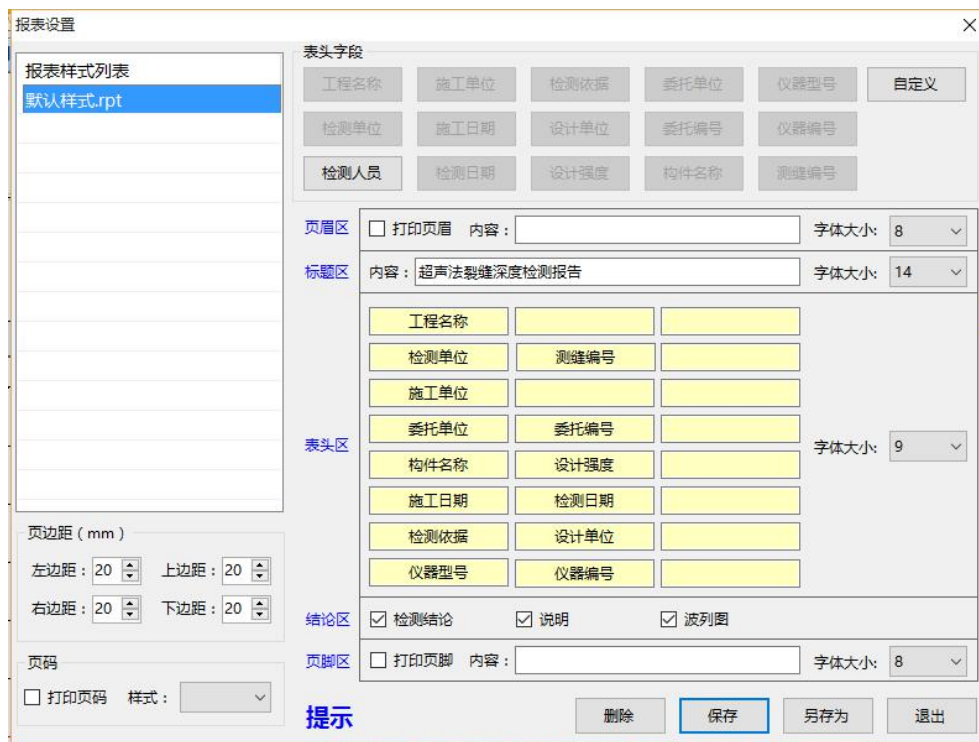 报表设置
报表样式列表
默认样式.rpt
页边距（mm）
左边距：20 上边距：20
右边距：20 下边距：20
页码
打印页码 样式：
表头字段
工程名称 施工单位 检测依据 委托单位 仪器型号 自定义
检测单位 施工日期 设计单位 委托编号 仪器编号
检测人员 检测日期 设计强度 构件名称 测缝编号
页眉区 打印页眉 内容： 字体大小: 8
标题区 内容：超声法裂缝深度检测报告 字体大小: 14
工程名称
检测单位 测缝编号
施工单位
委托单位 委托编号
表头区 字体大小: 9
构件名称 设计强度
施工日期 检测日期
检测依据 设计单位
仪器型号 仪器编号
结论区 检测结论 说明 波列图
页脚区 打印页脚 内容： 字体大小: 8
提示 删除 保存 另存为 退出